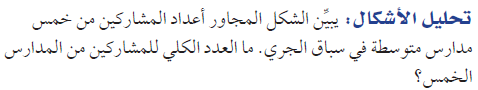 تحليل الأشكال: يبيِّن الشكل المجاور أعداد المشاركين من خمس
مدارس متوسطة في سباق الجري. ما العدد الكلي للمشاركين من المدارس
الخمس؟